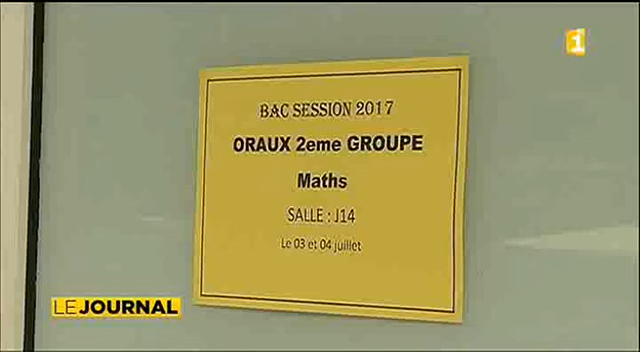 1
BAC SESSION 2017
ORAUX 2eme GROUPE
Maths
SALLE : J14
Le 03 et 04 juillet
LE JOURNAL